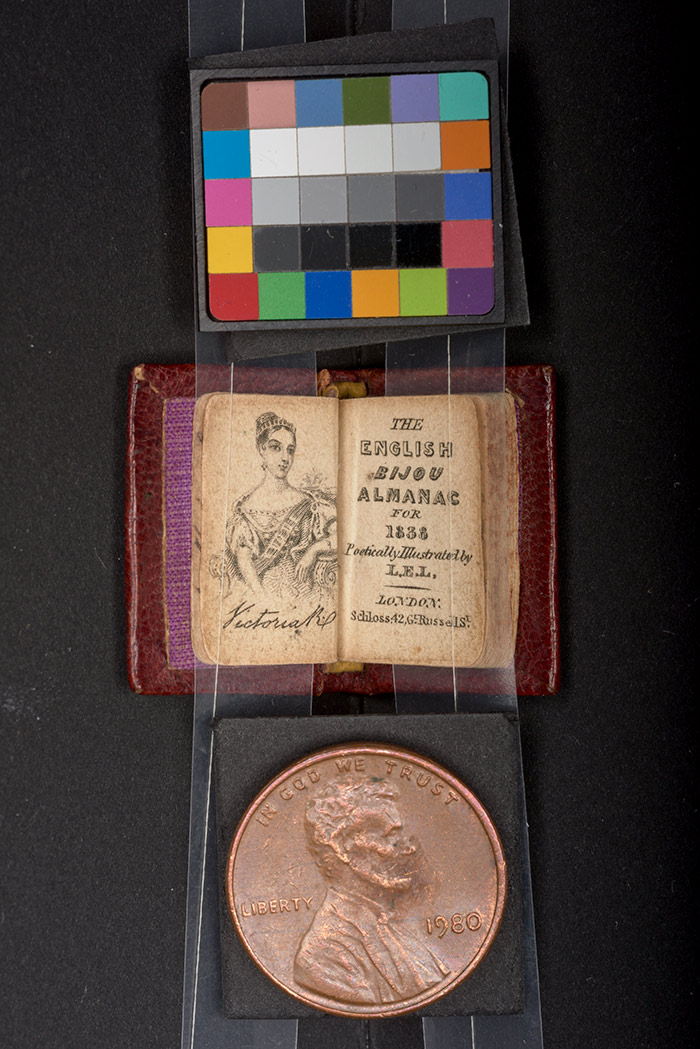 Victoria R
THE
ENGLISH
BIJOU
ALMANAC
FOR
1838
Poetically Illustrated by
L.E.L.
LONDON.
Schloss 42, Gt. Russell St.
IN GOD WE TRUST
LIBERTY
1980